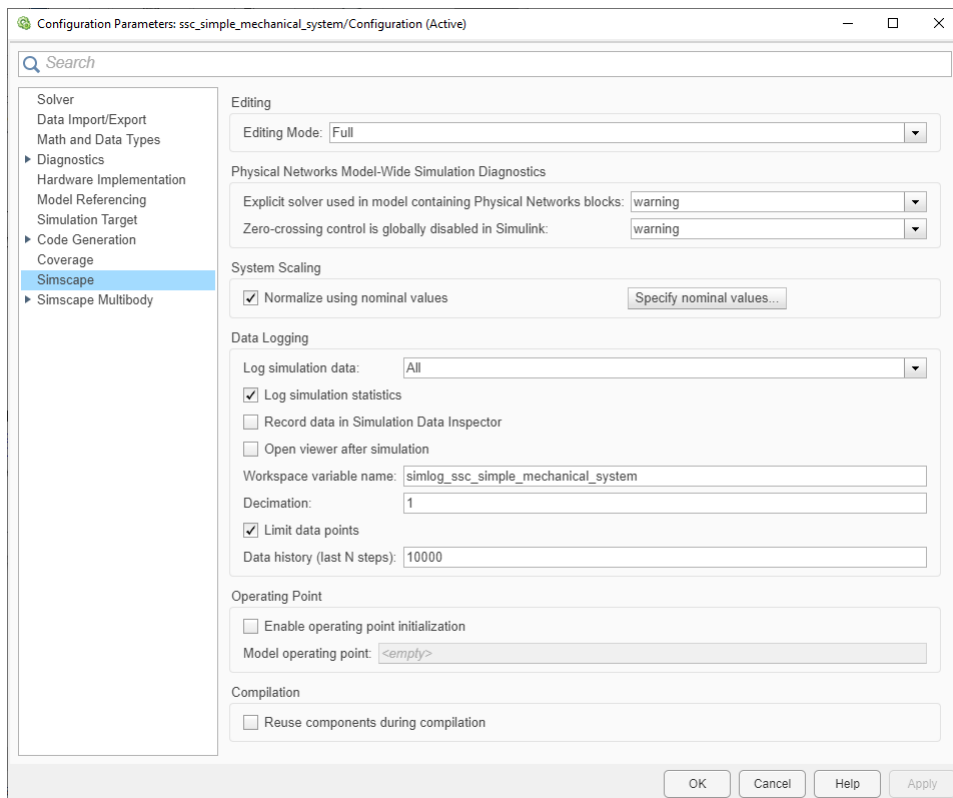 Configuration Parameters: ssc_simple_mechanical_system/Configuration (Active)
Search
Solver
Data Import/Export
Math and Data Types
Diagnostics
Hardware Implementation
Model Referencing
Simulation Target
Code Generation
Coverage
Simscape
Simscape Multibody
Editing
Editing Mode: Full
Physical Networks Model-Wide Simulation Diagnostics
Explicit solver used in model containing Physical Networks blocks: warning
Zero-crossing control is globally disabled in Simulink: warning
System Scaling
Normalize using nominal values Specify nominal values...
Data Logging
Log simulation data: All
Log simulation statistics
Record data in Simulation Data Inspector
Open viewer after simulation
Workspace variable name: simlog_ssc_simple_mechanical_system
Decimation: 1
Limit data points
Data history (last N steps): 10000
Operating Point
Enable operating point initialization
Model operating point: <empty>
Compilation
Reuse components during compilation
OK Cancel Help Apply